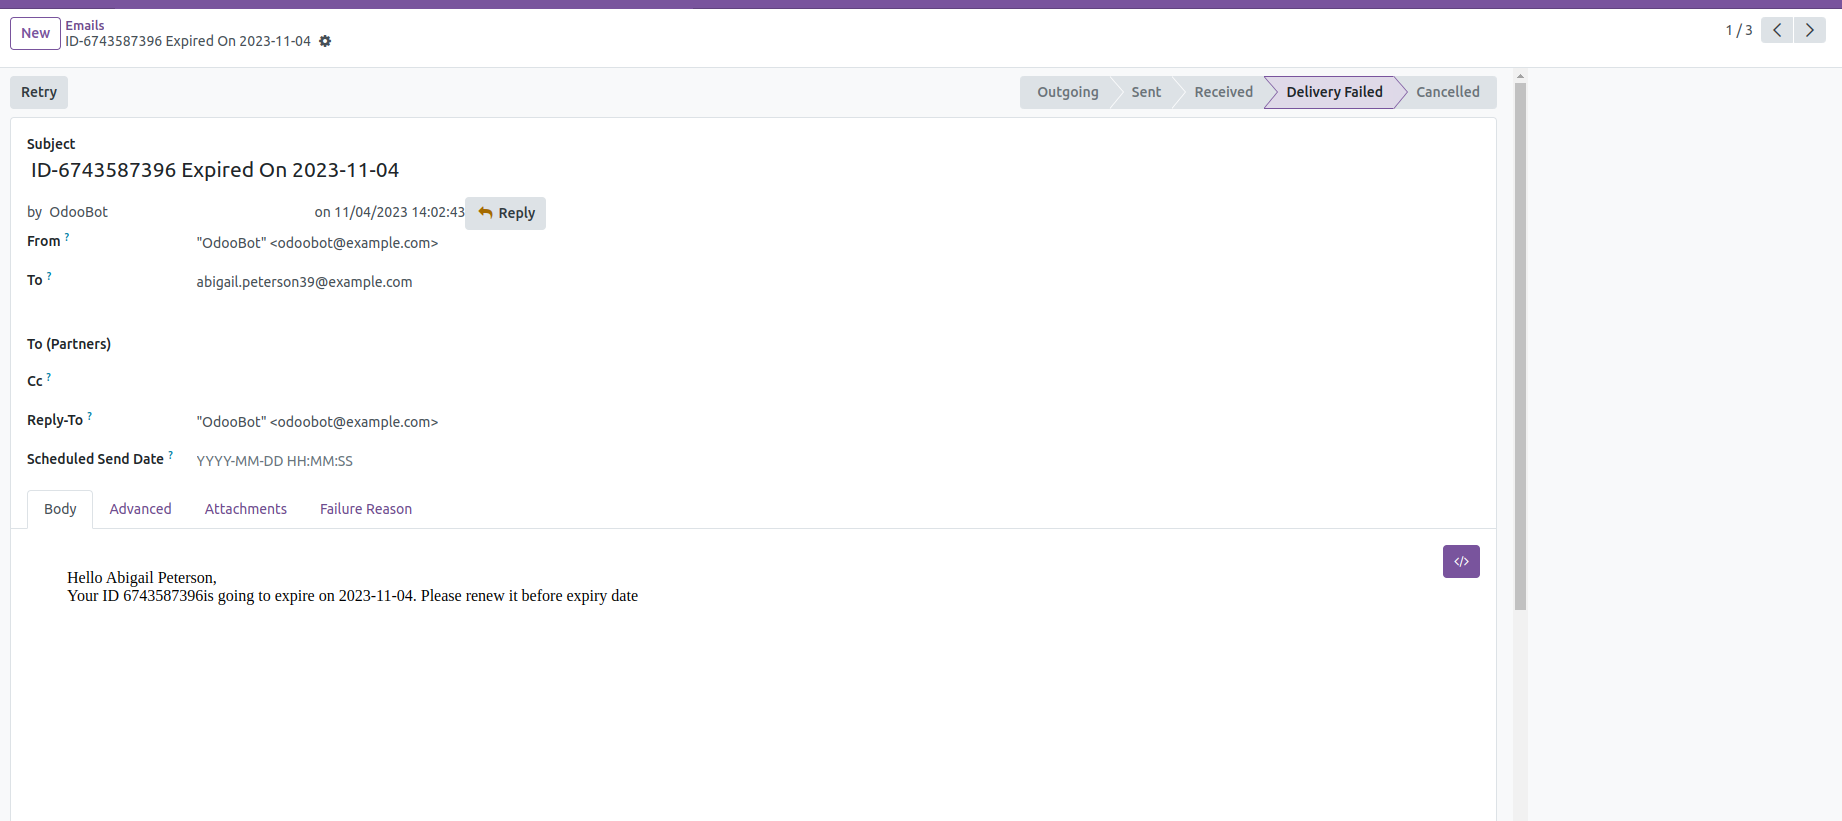 New
Emails
ID-6743587396 Expired On 2023-11-04
1 / 3
Retry
Outgoing
Sent
Received
Delivery Failed
Cancelled
Subject
ID-6743587396 Expired On 2023-11-04
by OdooBot on 11/04/2023 14:02:43 Reply
From ? "OdooBot" <odoobot@example.com>
To ? abigail.peterson39@example.com
To (Partners)
Cc ?
Reply-To ? "OdooBot" <odoobot@example.com>
Scheduled Send Date ? YYYY-MM-DD HH:MM:SS
Body Advanced Attachments Failure Reason
</>
Hello Abigail Peterson,
Your ID 6743587396is going to expire on 2023-11-04. Please renew it before expiry date